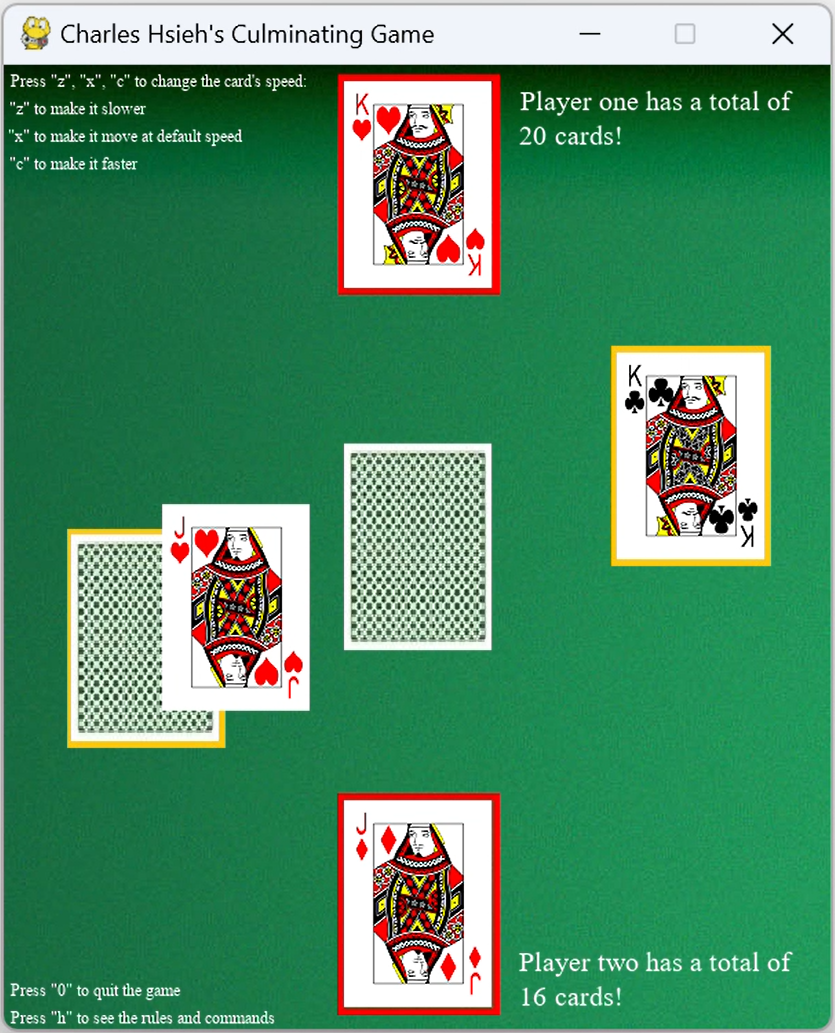 Charles Hsieh's Culminating Game
Press "z", "x", "c" to change the card's speed:
"z" to make it slower
"x" to make it move at default speed
"c" to make it faster
K
K
Player one has a total of
20 cards!
K
K
J
J
J
J
Player two has a total of
16 cards!
Press "0" to quit the game
Press "h" to see the rules and commands